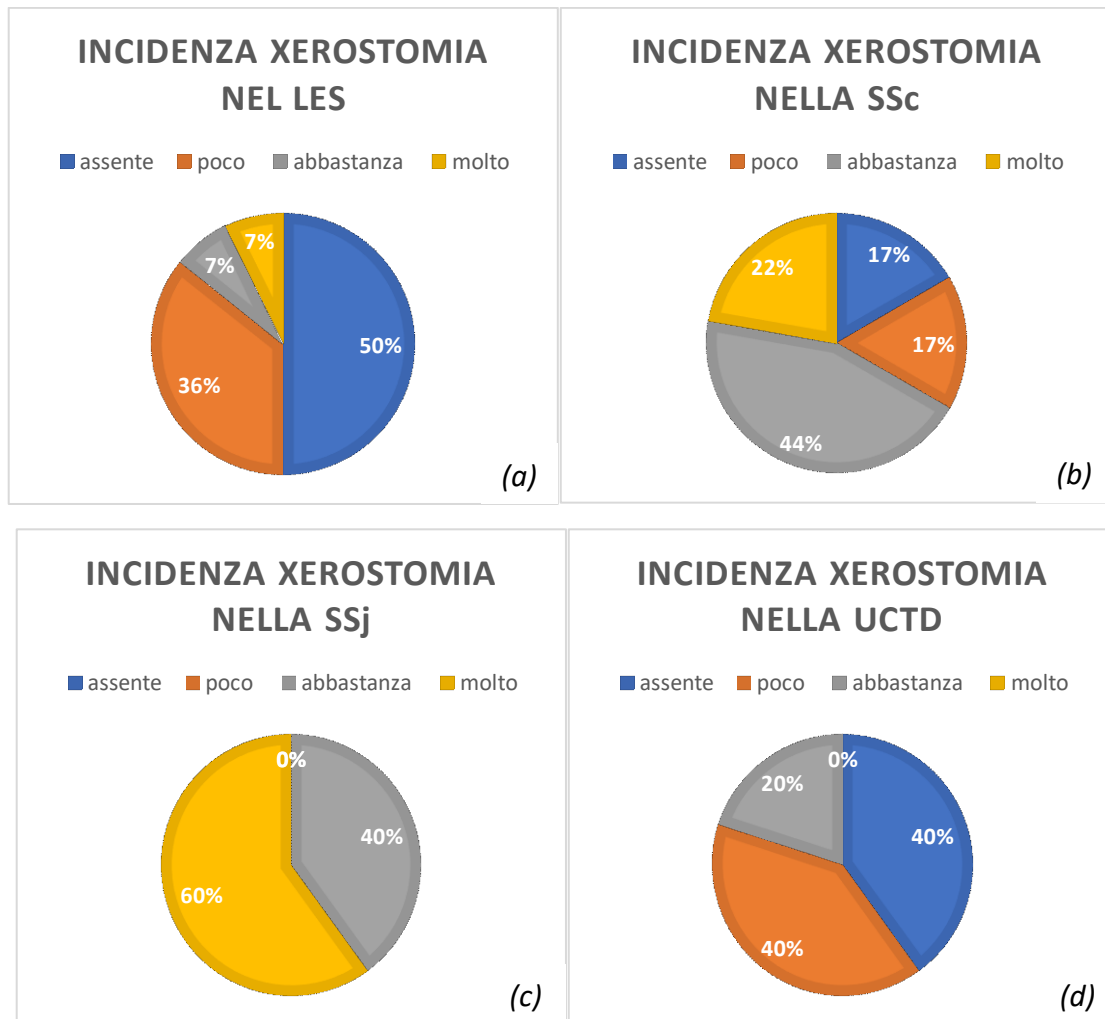 INCIDENZA XEROSTOMIA
NEL LES
assente poco abbastanza molto
7%
7%
50%
36%
(a)
INCIDENZA XEROSTOMIA
NELLA SSc
assente poco abbastanza molto
22%
17%
17%
44%
(b)
INCIDENZA XEROSTOMIA
NELLA SSj
assente poco abbastanza molto
0%
40%
60%
(c)
INCIDENZA XEROSTOMIA
NELLA UCTD
assente poco abbastanza molto
0%
20%
40%
40%
(d)